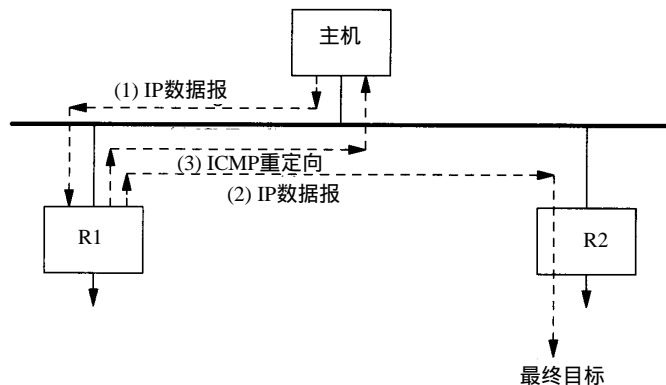 主机
(1) IP数据报
(3) ICMP重定向
(2) IP数据报
R1
R2
最终目标